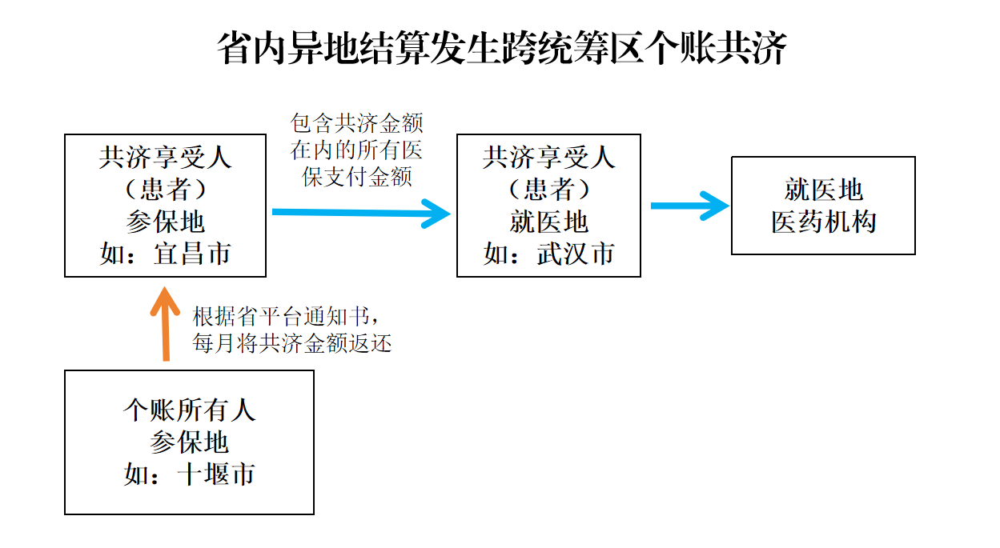 省内异地结算发生跨统筹区个账共济
包含共济金额
在内的所有医
保支付金额
共济享受人
（患者）
参保地
如：宜昌市
共济享受人
（患者）
就医地
如：武汉市
就医地
医药机构
根据省平台通知书，
每月将共济金额返还
个账所有人
参保地
如：十堰市